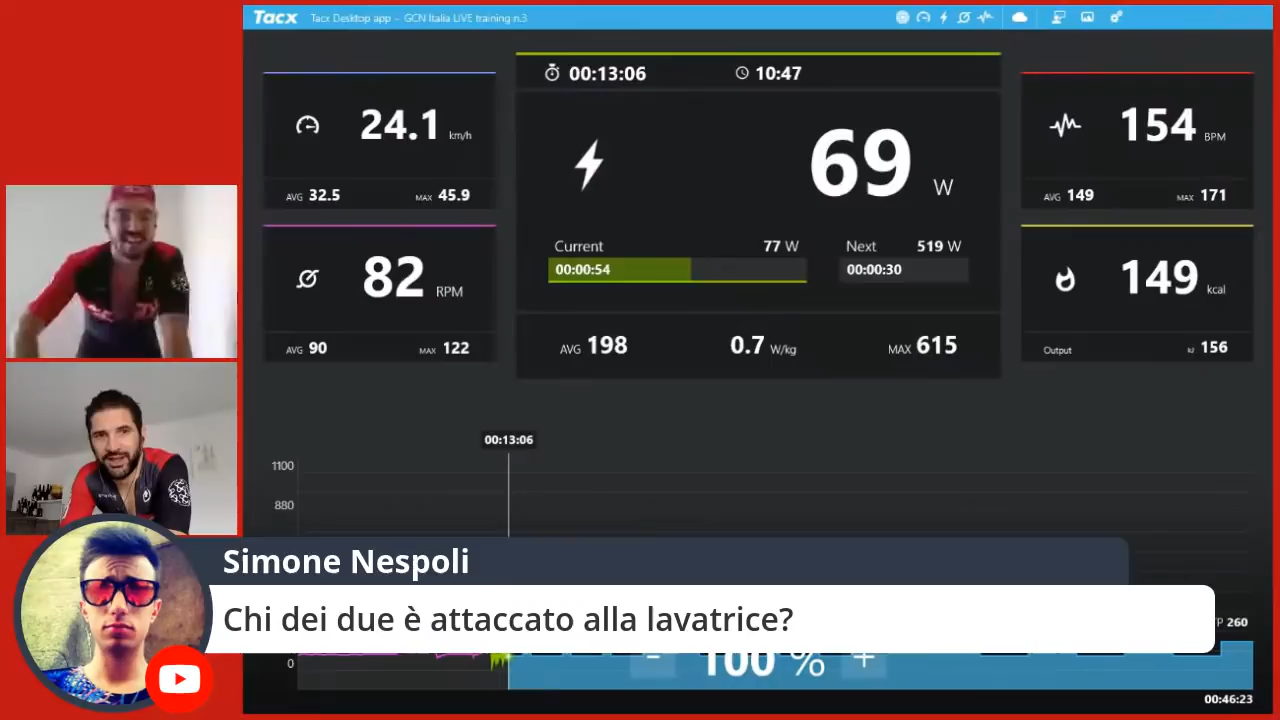 Tacx Tacx Desktop app – GCN Italia LIVE training n.3
00:13:06 10:47
24.1 km/h
AVG 32.5 MAX 45.9
69 W
154 BPM
AVG 149 MAX 171
82 RPM
AVG 90 MAX 122
Current 77 W Next 519 W
00:00:54 00:00:30
149 kcal
Output kJ 156
AVG 198 0.7 W/kg MAX 615
00:13:06
1100
880
Simone Nespoli
Chi dei due è attaccato alla lavatrice?
260
0
- 100 % +
00:46:23